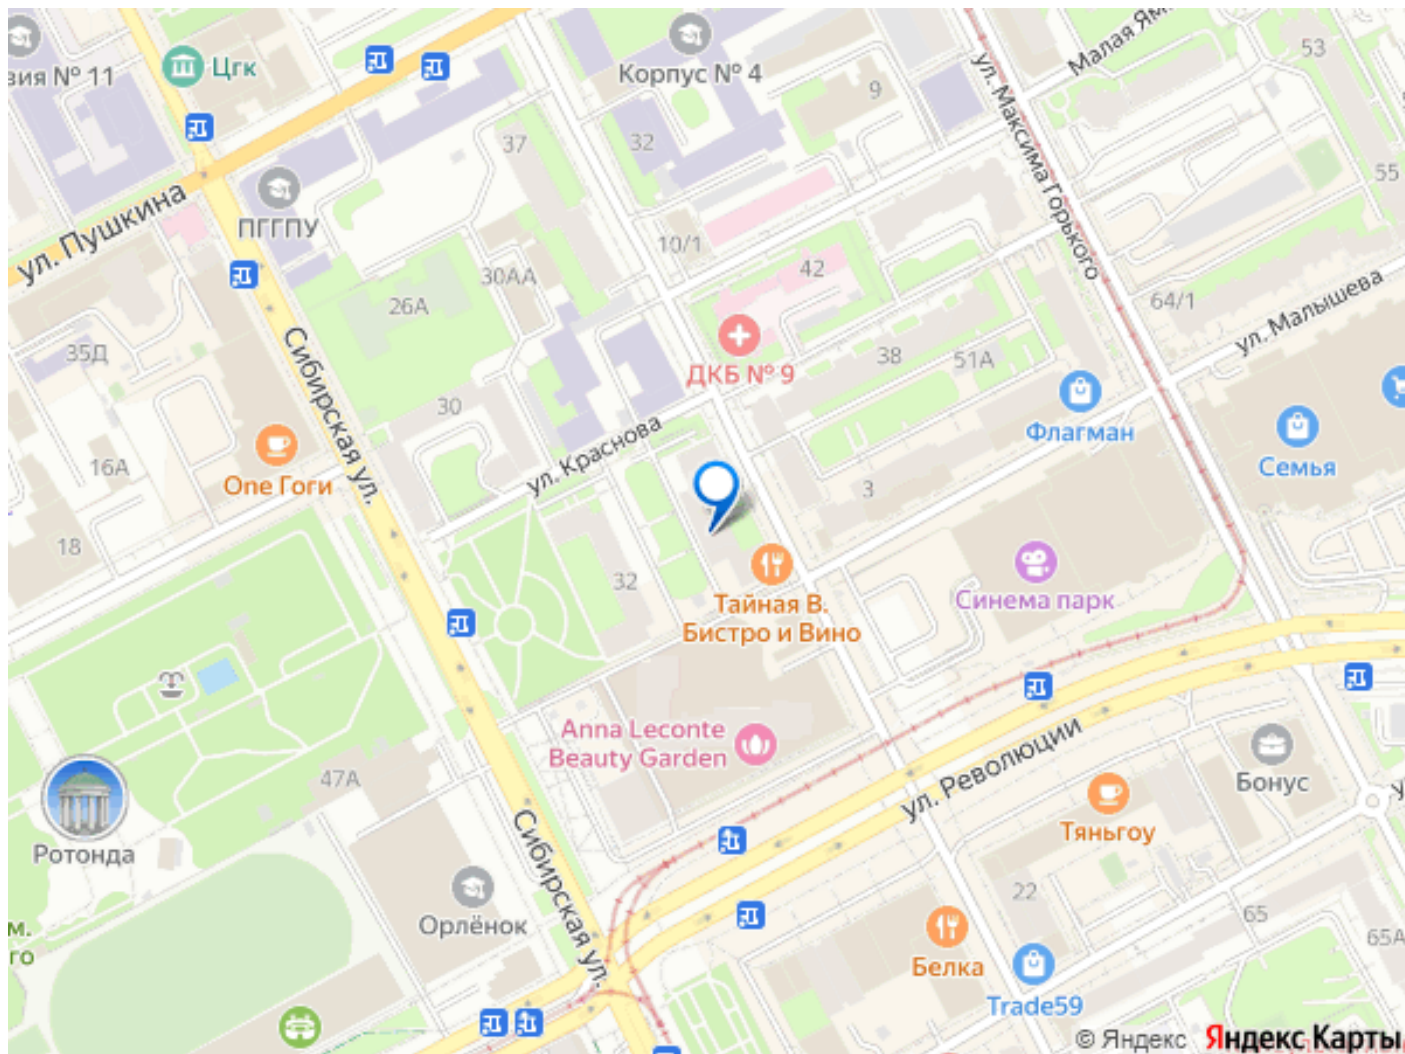 Малая Ям
53
Корпус № 4
Цгк
зия № 11
9
ул. Максима Горького
37
32
55
ул. Пушкина
ПГГПУ
10/1
42
30АА
26А
64/1
ул. Малышева
35Д
Сибирская ул.
38
51А
ДКБ № 9
30
Флагман
ул. Краснова
16А
One Гоги
Семья
3
18
32
Синема парк
Тайная В.
Бистро и Вино
Anna Leconte
Beauty Garden
ул. Революции
47А
Бонус
У
Тяньгоу
Ротонда
Сибирская ул.
22
Орлёнок
65
м.
го
65А
Белка
Trade59
© Яндекс Яндекс Карты